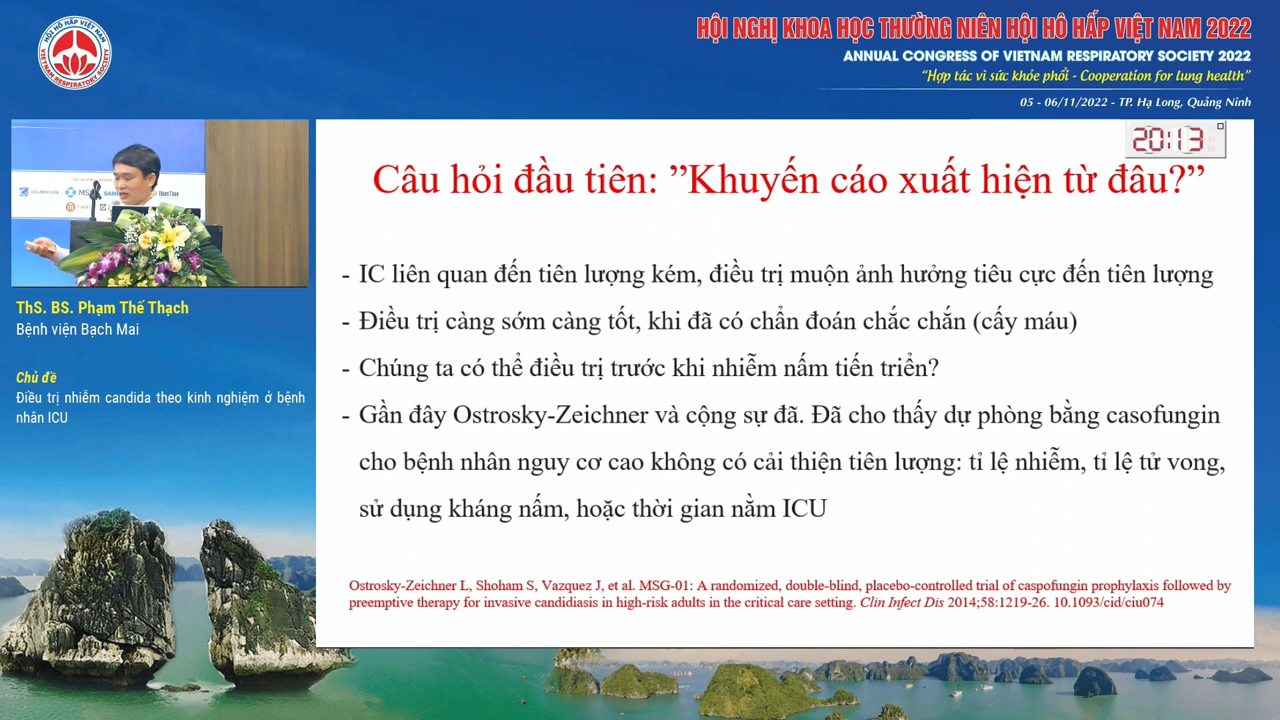 HỘI HÔ HẤP VIỆT NAM
VIETNAM RESPIRATORY SOCIETY
HỘI NGHỊ KHOA HỌC THƯỜNG NIÊN HỘI HÔ HẤP VIỆT NAM 2022
ANNUAL CONGRESS OF VIETNAM RESPIRATORY SOCIETY 2022
“Hợp tác vì sức khỏe phổi - Cooperation for lung health”
05 - 06/11/2022 - TP. Hạ Long, Quảng Ninh
20:13
ThS. BS. Phạm Thế Thạch
Bệnh viện Bạch Mai
Chủ đề
Điều trị nhiễm candida theo kinh nghiệm ở bệnh
nhân ICU
Câu hỏi đầu tiên: ”Khuyến cáo xuất hiện từ đâu?”
- IC liên quan đến tiên lượng kém, điều trị muộn ảnh hưởng tiêu cực đến tiên lượng
- Điều trị càng sớm càng tốt, khi đã có chẩn đoán chắc chắn (cấy máu)
- Chúng ta có thể điều trị trước khi nhiễm nấm tiến triển?
- Gần đây Ostrosky-Zeichner và cộng sự đã. Đã cho thấy dự phòng bằng casofungin
cho bệnh nhân nguy cơ cao không có cải thiện tiên lượng: tỉ lệ nhiễm, tỉ lệ tử vong,
sử dụng kháng nấm, hoặc thời gian nằm ICU
Ostrosky-Zeichner L, Shoham S, Vazquez J, et al. MSG-01: A randomized, double-blind, placebo-controlled trial of caspofungin prophylaxis followed by
preemptive therapy for invasive candidiasis in high-risk adults in the critical care setting. Clin Infect Dis 2014;58:1219-26. 10.1093/cid/ciu074